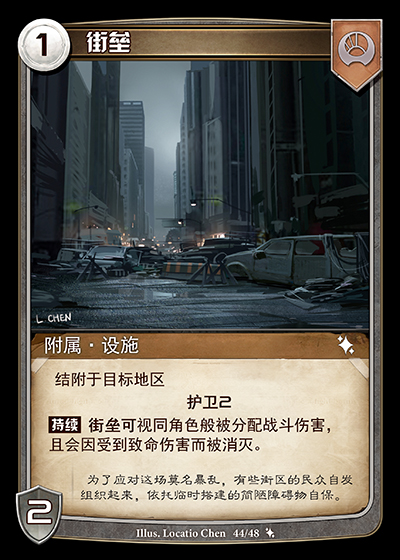 1
街垒
L. CHEN
附属·设施
结附于目标地区
护卫2
持续 街垒可视同角色般被分配战斗伤害，
且会因受到致命伤害而被消灭。
为了应对这场莫名暴乱，有些街区的民众自发
组织起来，依托临时搭建的简陋障碍物自保。
2
Illus. Locatio Chen 44/48